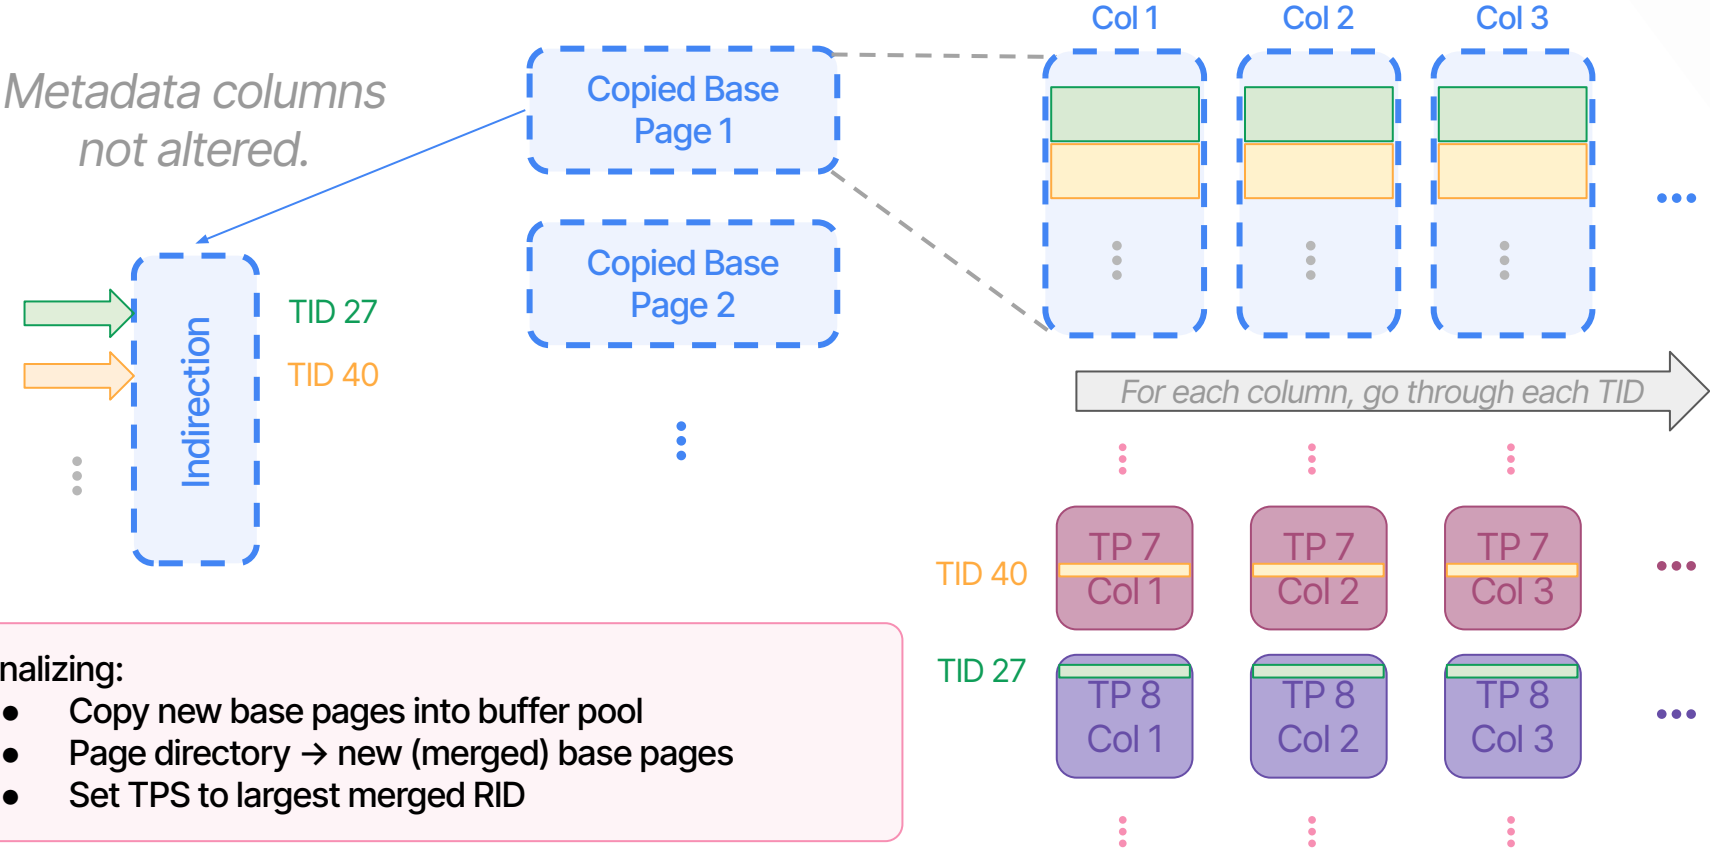 Col 1
Col 2
Col 3
Metadata columns
not altered.
Copied Base
Page 1
Copied Base
Page 2
Indirection
TID 27
TID 40
For each column, go through each TID
TID 40
TP 7
Col 1
TP 7
Col 2
TP 7
Col 3
TID 27
TP 8
Col 1
TP 8
Col 2
TP 8
Col 3
nalizing:
● Copy new base pages into buffer pool
● Page directory → new (merged) base pages
● Set TPS to largest merged RID